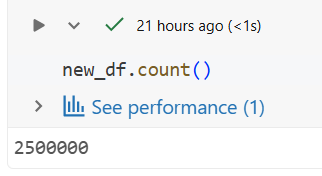 21 hours ago (<1s)
new_df.count()
See performance (1)
2500000